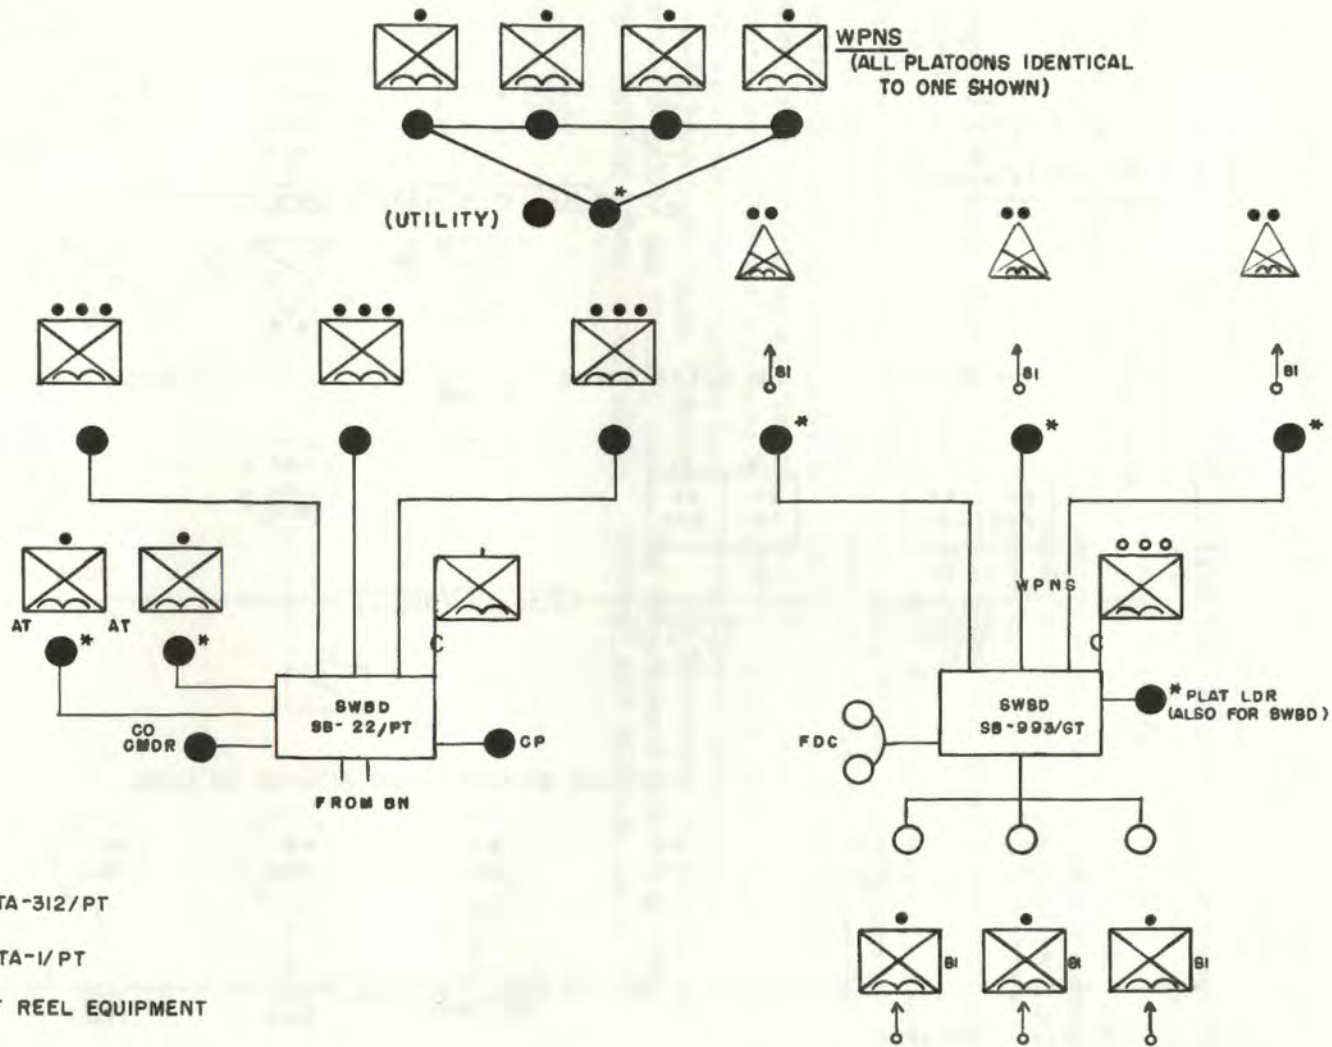 WPNS
(ALL PLATOONS IDENTICAL
TO ONE SHOWN)
*
(UTILITY)
81
81
81
*
*
*
AT
AT
*
*
WPNS
C
C
SWBD
SB-22/PT
SWBD
SB-993/GT
* PLAT LDR
(ALSO FOR SWBD)
CO
CMDR
CP
FDC
FROM BN
TA-312/PT
TA-1/PT
REEL EQUIPMENT
81
81
81